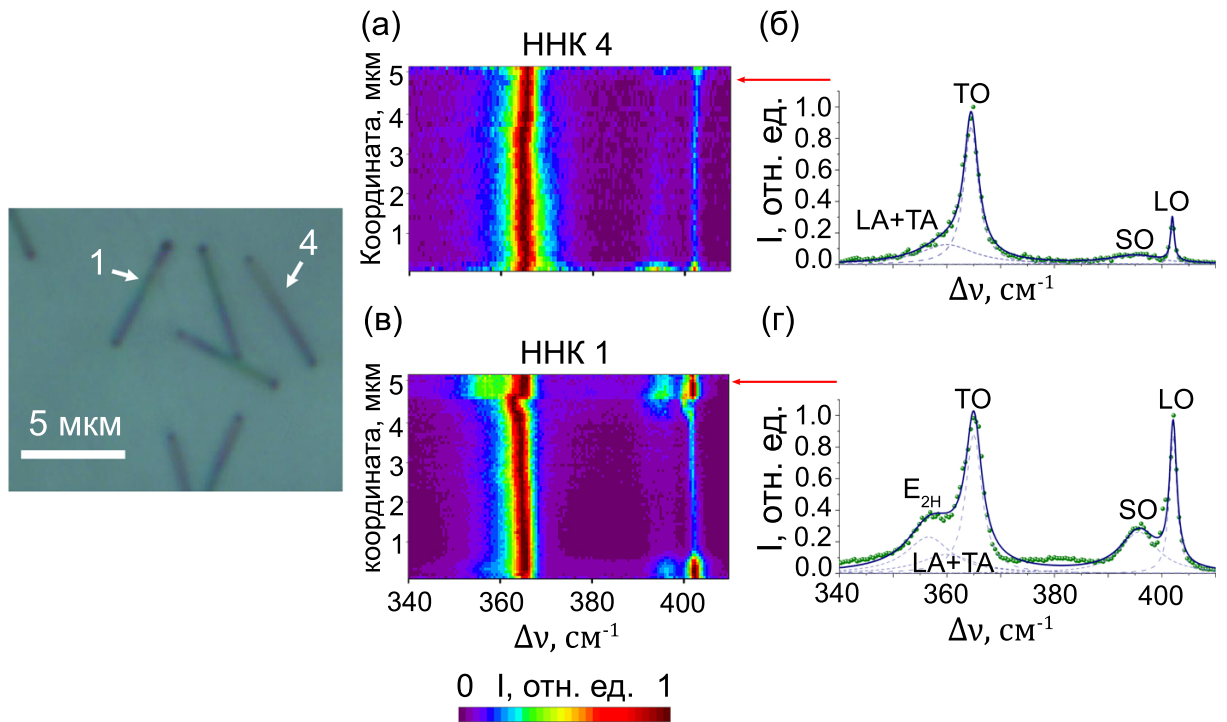 1
4
5 мкм
(а)
ННК 4
Координата, мкм
5
4
3
2
1
(б)
I, отн. ед.
1.0
0.8
0.6
0.4
0.2
0.0
LA+TA
TO
SO
LO
Δν, см⁻¹
(в)
ННК 1
координата, мкм
5
4
3
2
1
340 360 380 400
Δν, см⁻¹
(г)
I, отн. ед.
1.0
0.8
0.6
0.4
0.2
0.0
E₂H
LA+TA
TO
SO
LO
340 360 380 400
Δν, см⁻¹
0 I, отн. ед. 1